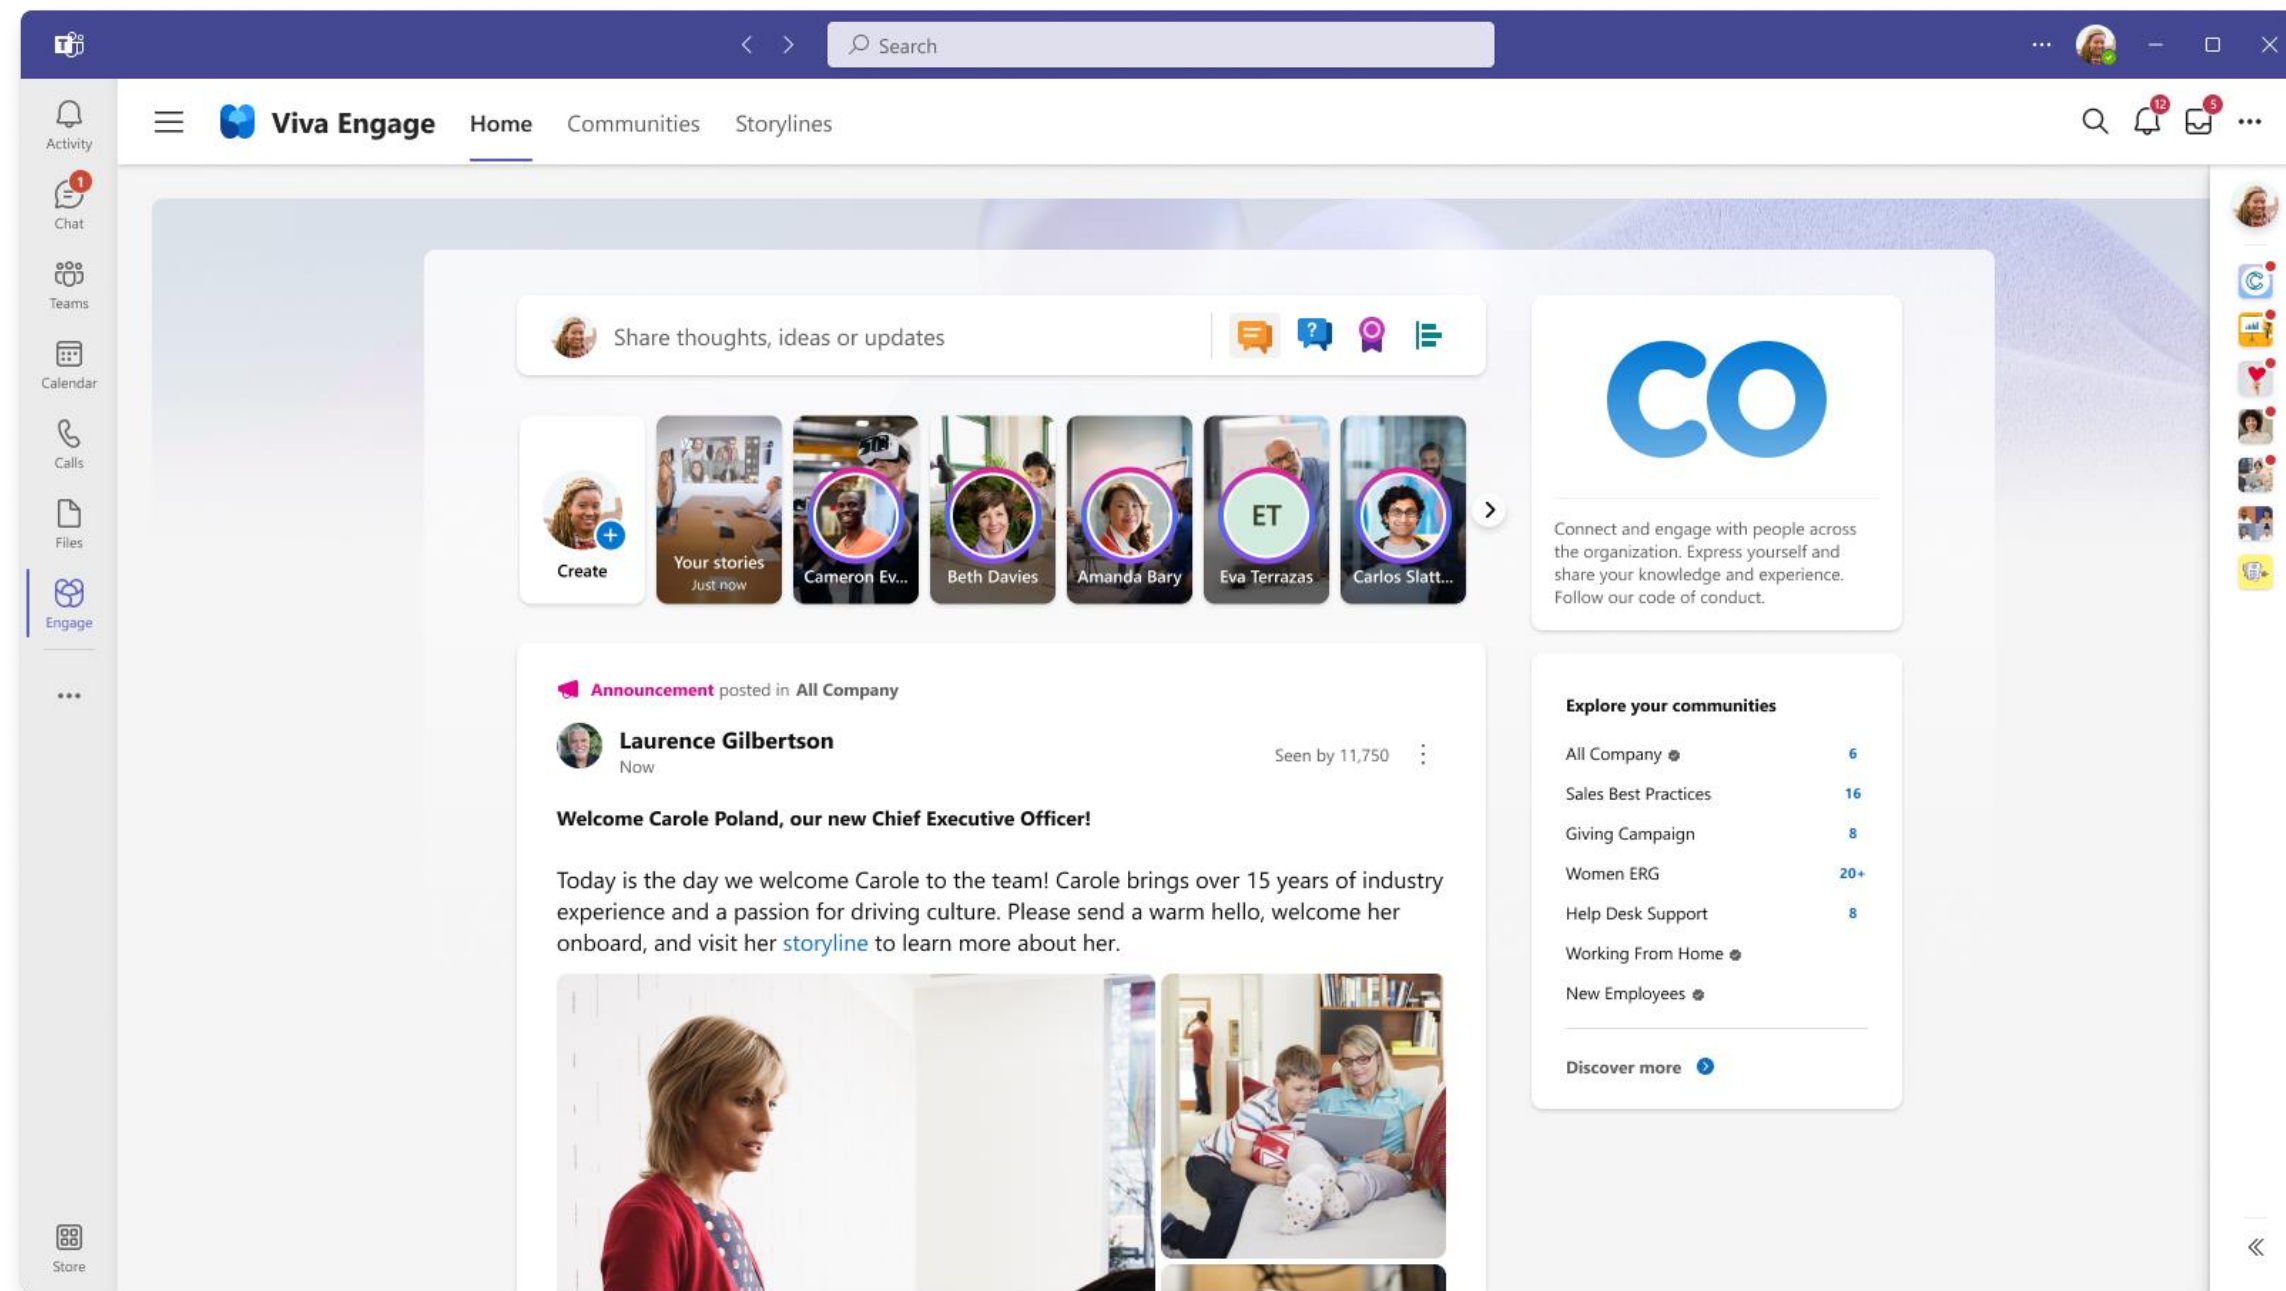 Search
Activity
1
Chat
Teams
Calendar
Calls
Files
Engage
Store
Viva Engage
Home
Communities
Storylines
12
5
Share thoughts, ideas or updates
?
Create
Your stories
Just now
Cameron Ev...
Beth Davies
Amanda Bary
ET
Eva Terrazas
Carlos Slatt...
Announcement posted in All Company
Laurence Gilbertson
Now
Seen by 11,750
Welcome Carole Poland, our new Chief Executive Officer!
Today is the day we welcome Carole to the team! Carole brings over 15 years of industry
experience and a passion for driving culture. Please send a warm hello, welcome her
onboard, and visit her storyline to learn more about her.
CO
Connect and engage with people across
the organization. Express yourself and
share your knowledge and experience.
Follow our code of conduct.
Explore your communities
All Company 6
Sales Best Practices 16
Giving Campaign 8
Women ERG 20+
Help Desk Support 8
Working From Home
New Employees
Discover more